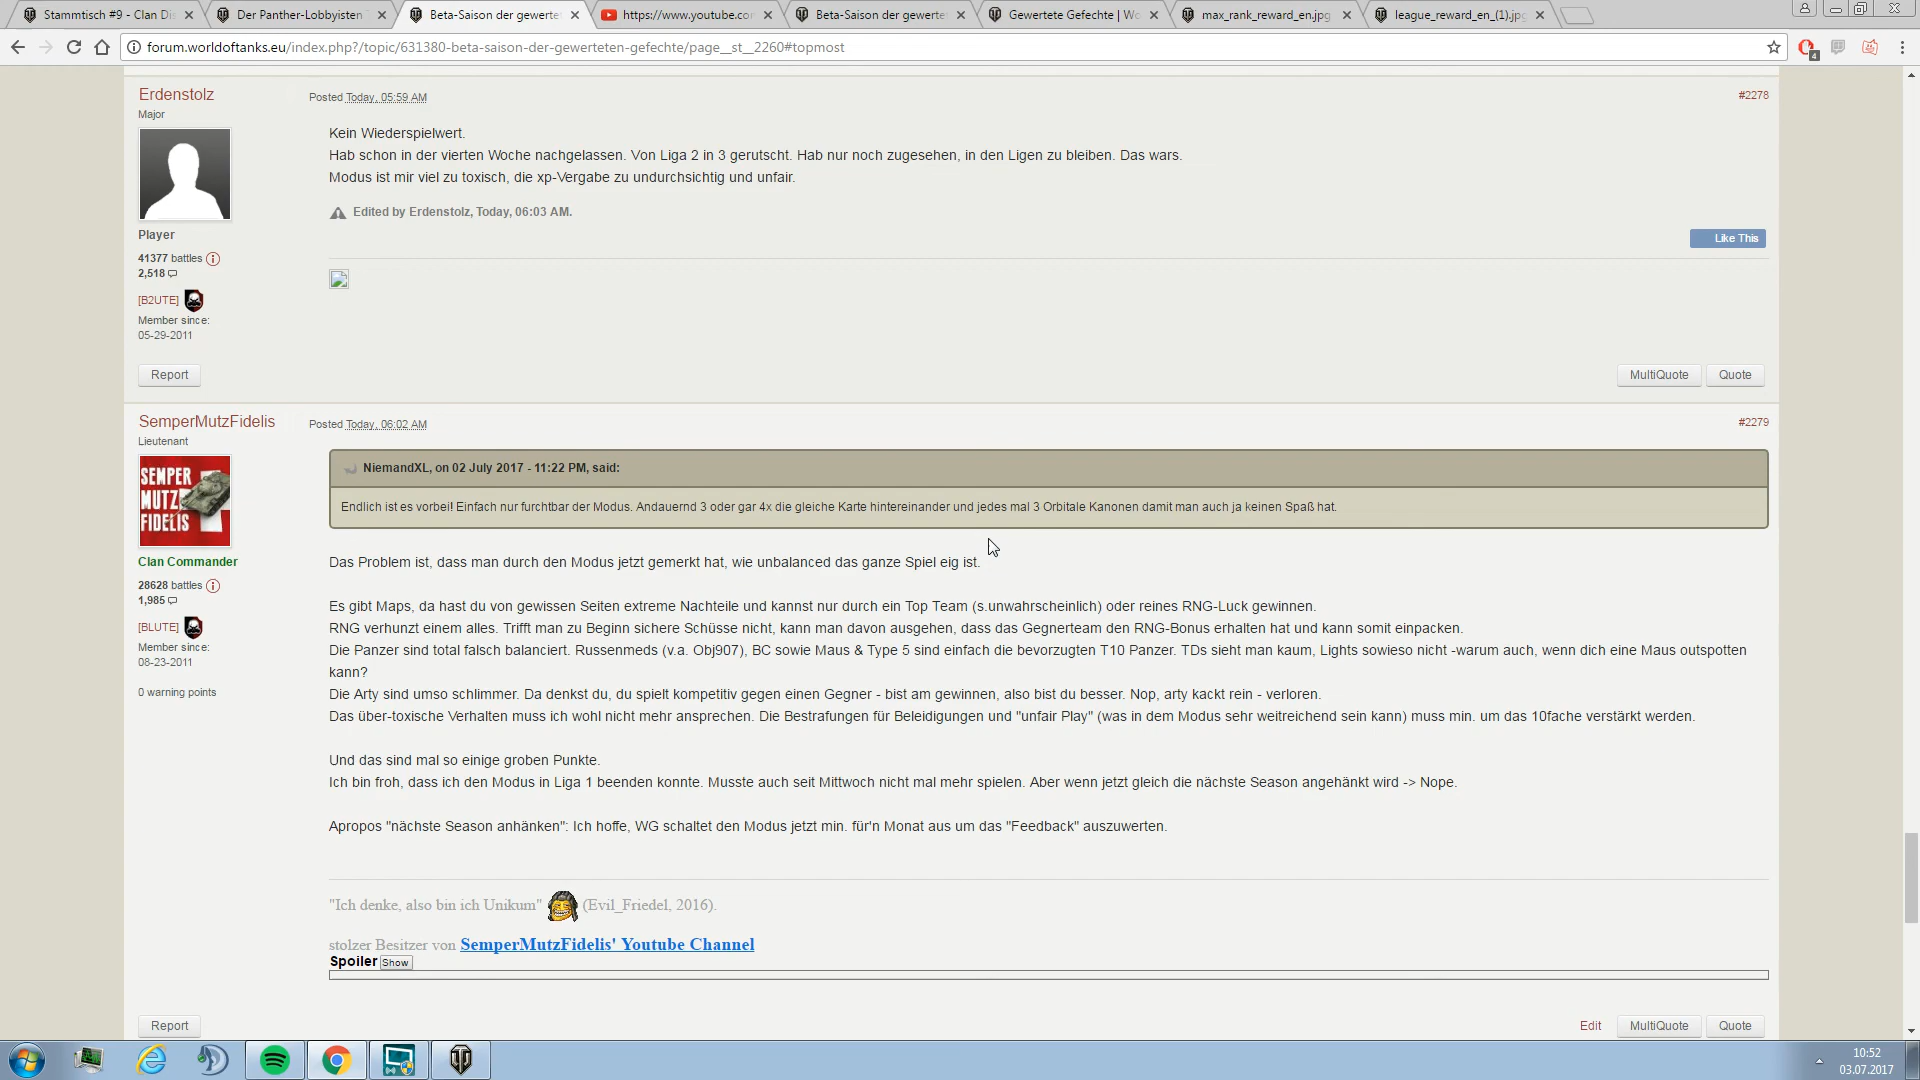 Stammtisch #9 - Clan Di
Der Panther-Lobbyisten
Beta-Saison der gewerte
https://www.youtube.co
Beta-Saison der gewerte
Gewertete Gefechte | Wo
max_rank_reward_en.jpg
league_reward_en_(1).jp
forum.worldoftanks.eu/index.php?/topic/631380-beta-saison-der-gewerteten-gefechte/page__st__2260#topmost
4
Erdenstolz
Posted Today, 05:59 AM
#2278
Major
Kein Wiederspielwert.
Hab schon in der vierten Woche nachgelassen. Von Liga 2 in 3 gerutscht. Hab nur noch zugesehen, in den Ligen zu bleiben. Das wars.
Modus ist mir viel zu toxisch, die xp-Vergabe zu undurchsichtig und unfair.
Edited by Erdenstolz, Today, 06:03 AM.
Player
Like This
41377 battles
2,518
[B2UTE]
Member since:
05-29-2011
Report
MultiQuote
Quote
SemperMutzFidelis
Posted Today, 06:02 AM
#2279
Lieutenant
SEMPER
MUTZ
FIDELIS
NiemandXL, on 02 July 2017 - 11:22 PM, said:
Endlich ist es vorbei! Einfach nur furchtbar der Modus. Andauernd 3 oder gar 4x die gleiche Karte hintereinander und jedes mal 3 Orbitale Kanonen damit man auch ja keinen Spaß hat.
Clan Commander
28628 battles
1,985
[BLUTE]
Member since:
08-23-2011
0 warning points
Das Problem ist, dass man durch den Modus jetzt gemerkt hat, wie unbalanced das ganze Spiel eig ist.
Es gibt Maps, da hast du von gewissen Seiten extreme Nachteile und kannst nur durch ein Top Team (s.unwahrscheinlich) oder reines RNG-Luck gewinnen.
RNG verhunzt einem alles. Trifft man zu Beginn sichere Schüsse nicht, kann man davon ausgehen, dass das Gegnerteam den RNG-Bonus erhalten hat und kann somit einpacken.
Die Panzer sind total falsch balanciert. Russenmeds (v.a. Obj907), BC sowie Maus & Type 5 sind einfach die bevorzugten T10 Panzer. TDs sieht man kaum, Lights sowieso nicht -warum auch, wenn dich eine Maus outspotten
kann?
Die Arty sind umso schlimmer. Da denkst du, du spielt kompetitiv gegen einen Gegner - bist am gewinnen, also bist du besser. Nop, arty kackt rein - verloren.
Das über-toxische Verhalten muss ich wohl nicht mehr ansprechen. Die Bestrafungen für Beleidigungen und "unfair Play" (was in dem Modus sehr weitreichend sein kann) muss min. um das 10fache verstärkt werden.
Und das sind mal so einige groben Punkte.
Ich bin froh, dass ich den Modus in Liga 1 beenden konnte. Musste auch seit Mittwoch nicht mal mehr spielen. Aber wenn jetzt gleich die nächste Season angehänkt wird -> Nope.
Apropos "nächste Season anhänken": Ich hoffe, WG schaltet den Modus jetzt min. für'n Monat aus um das "Feedback" auszuwerten.
"Ich denke, also bin ich Unikum" (Evil_Friedel, 2016).
stolzer Besitzer von SemperMutzFidelis' Youtube Channel
Spoiler Show
Report
Edit
MultiQuote
Quote
10:52
03.07.2017